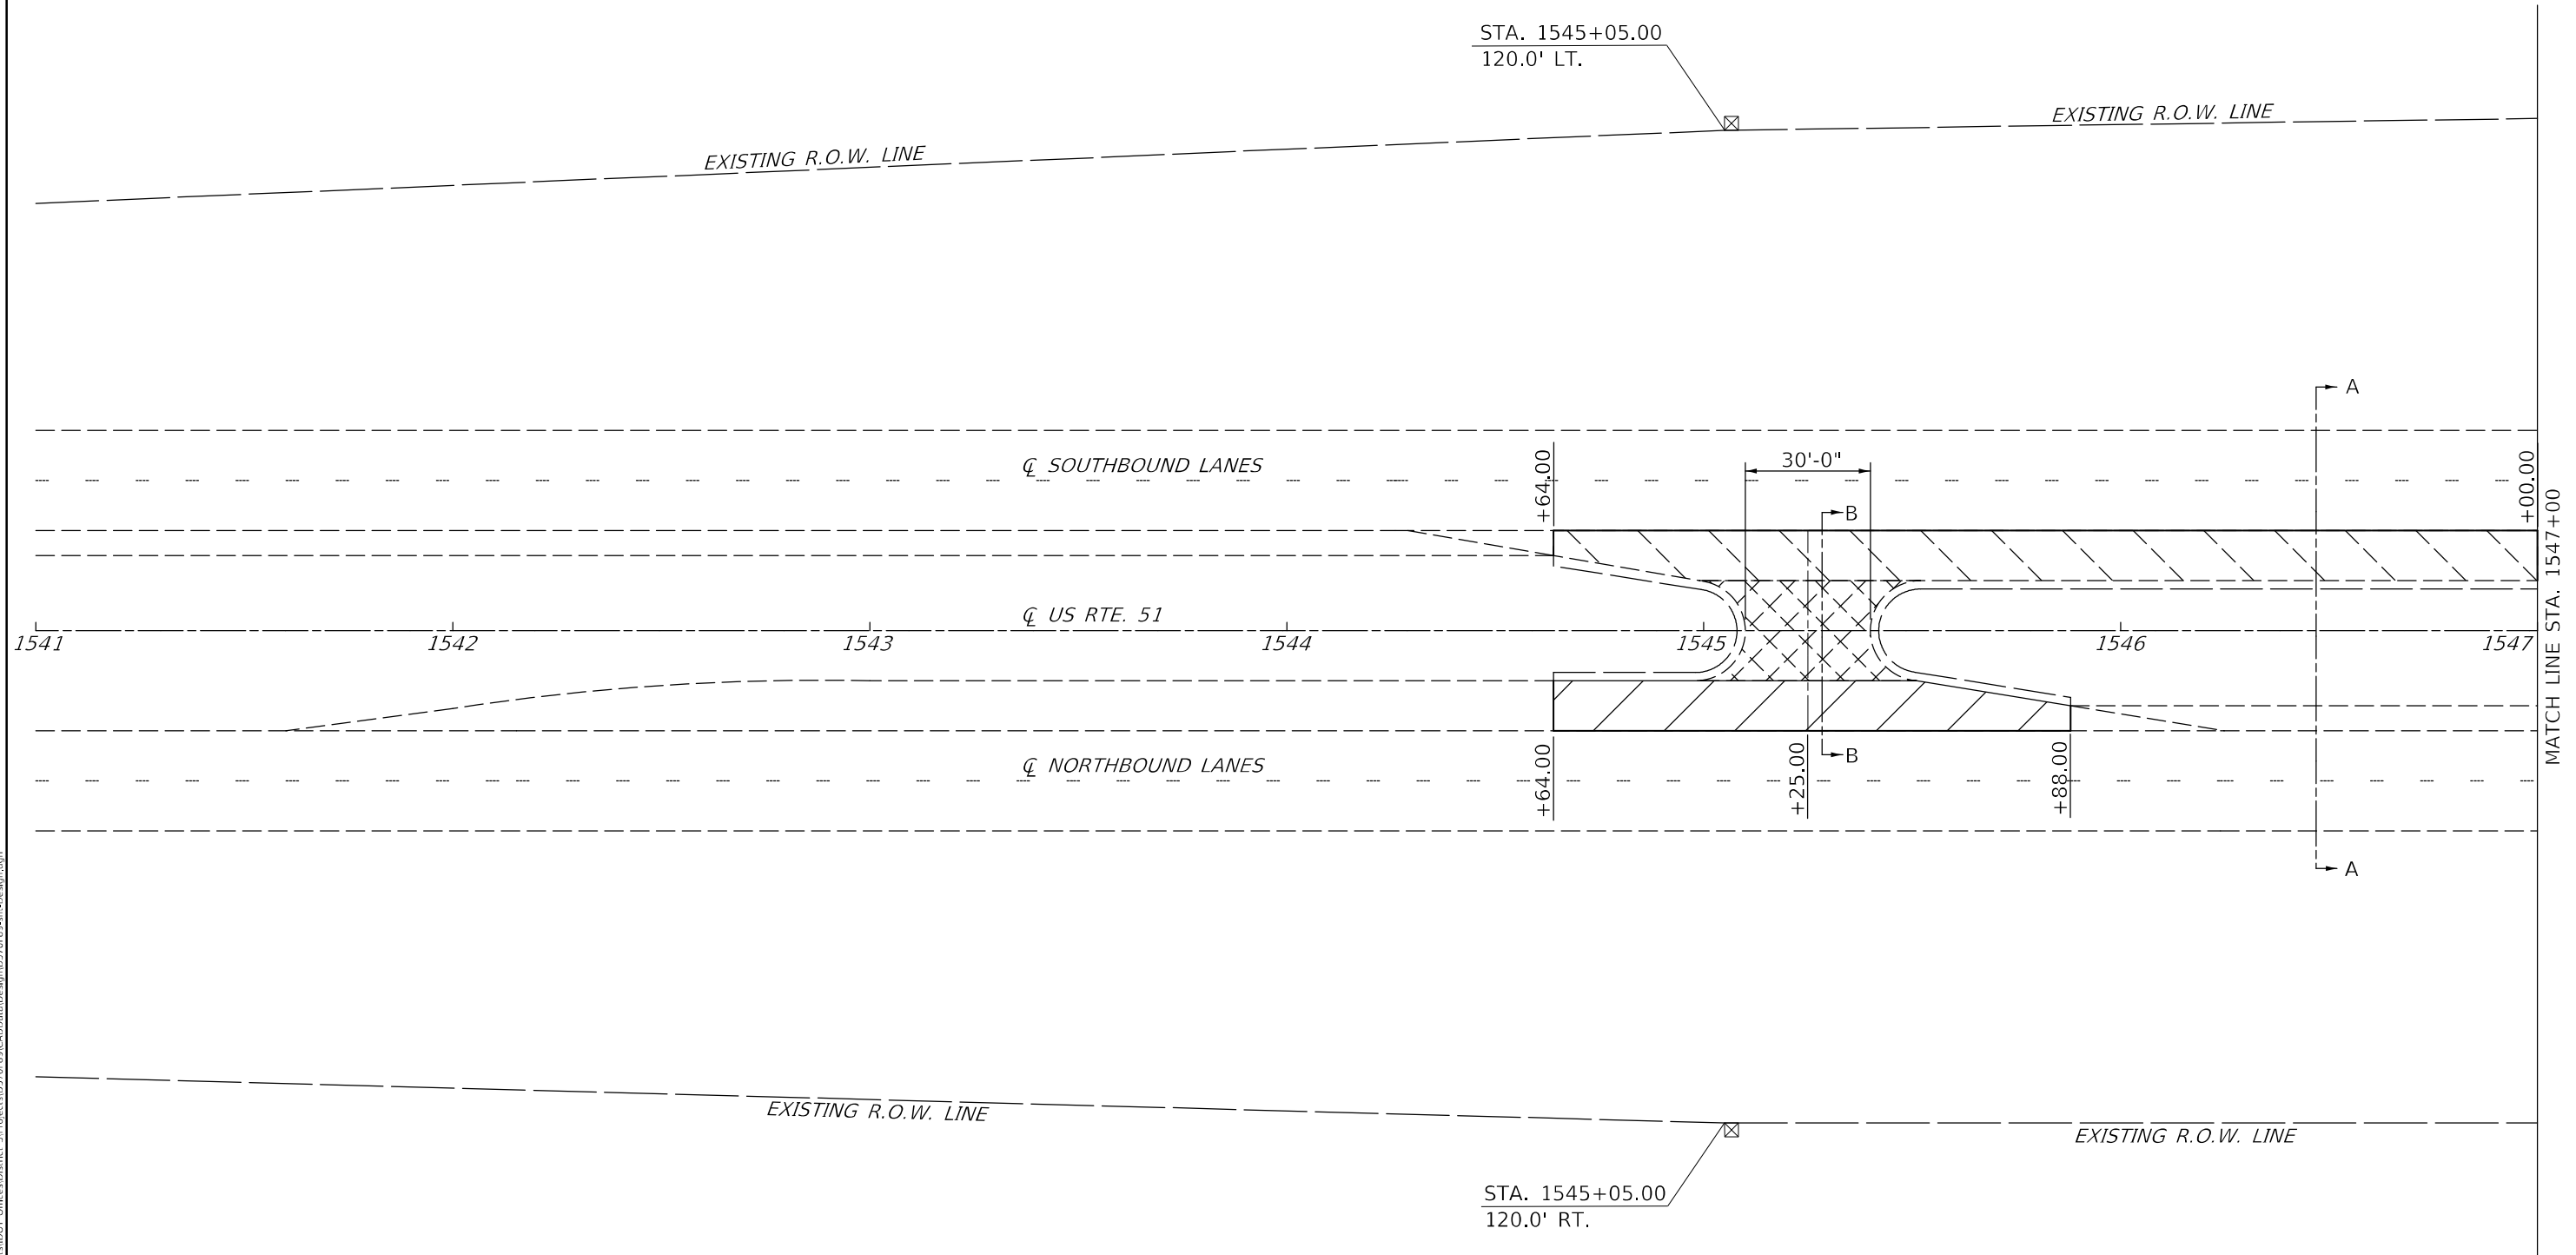 STA. 1545+05.00
120.0' LT.
EXISTING R.O.W. LINE
EXISTING R.O.W. LINE
A
℄ SOUTHBOUND LANES
+64.00
30'-0"
B
+00.00
MATCH LINE STA. 1547+00
℄ US RTE. 51
1541
1542
1543
1544
1545
1546
1547
℄ NORTHBOUND LANES
+64.00
+25.00
B
+88.00
A
EXISTING R.O.W. LINE
EXISTING R.O.W. LINE
STA. 1545+05.00
120.0' RT.